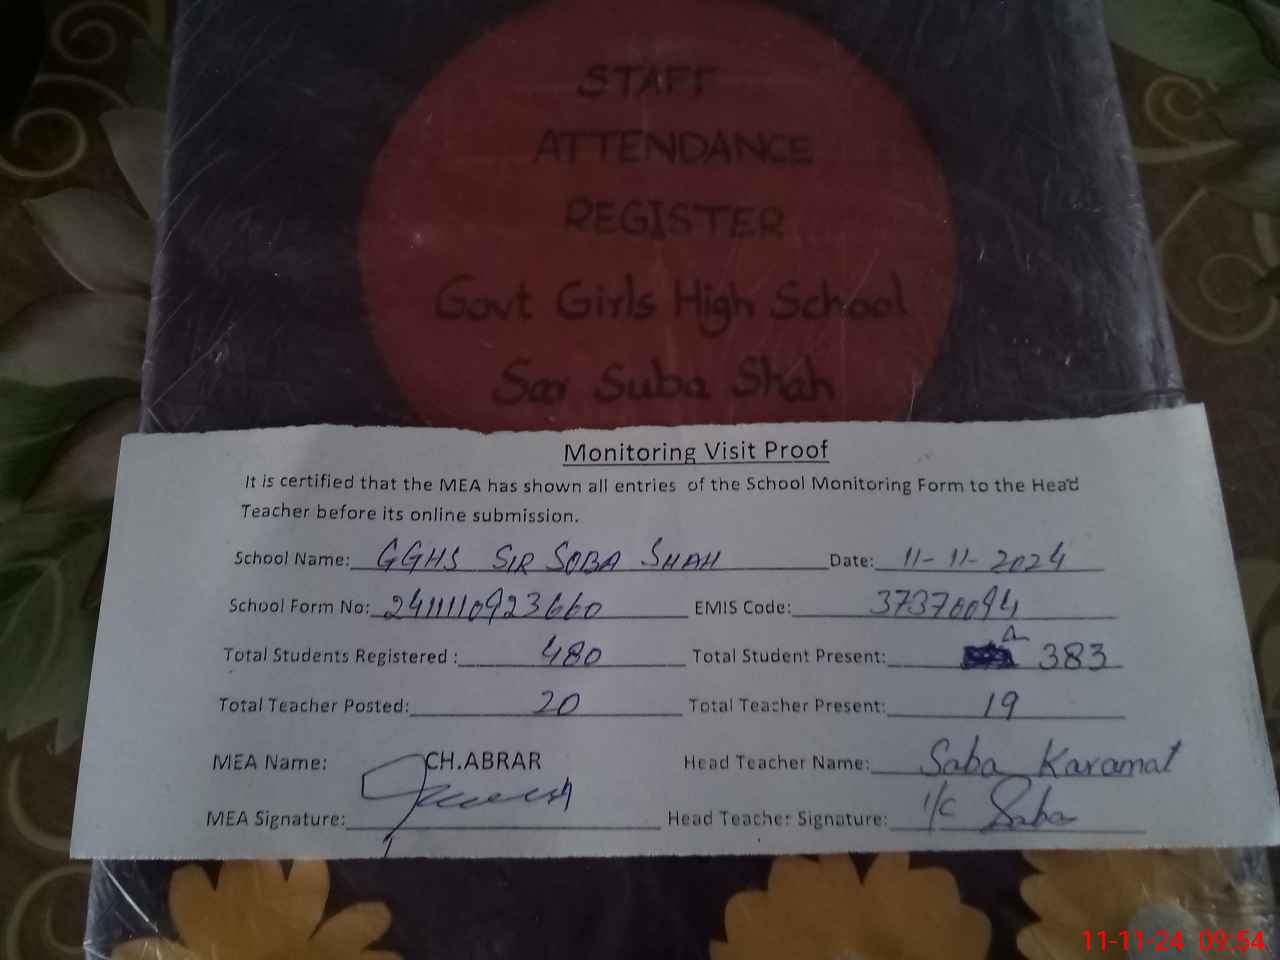 STAFF
ATTENDANCE
REGISTER
Govt Girls High School
Sar Suba Shah
Monitoring Visit Proof
It is certified that the MEA has shown all entries of the School Monitoring Form to the Head
Teacher before its online submission.
School Name: GGHS SIR SOBA SHAH Date: 11-11-2024
School Form No: 2411110923660 EMIS Code: 37370094
Total Students Registered : 480 Total Student Present: 383
Total Teacher Posted: 20 Total Teacher Present: 19
MEA Name: CH.ABRAR Head Teacher Name: Saba Karamat
MEA Signature: Head Teacher Signature: i/c Saba
11-11-24 09:54